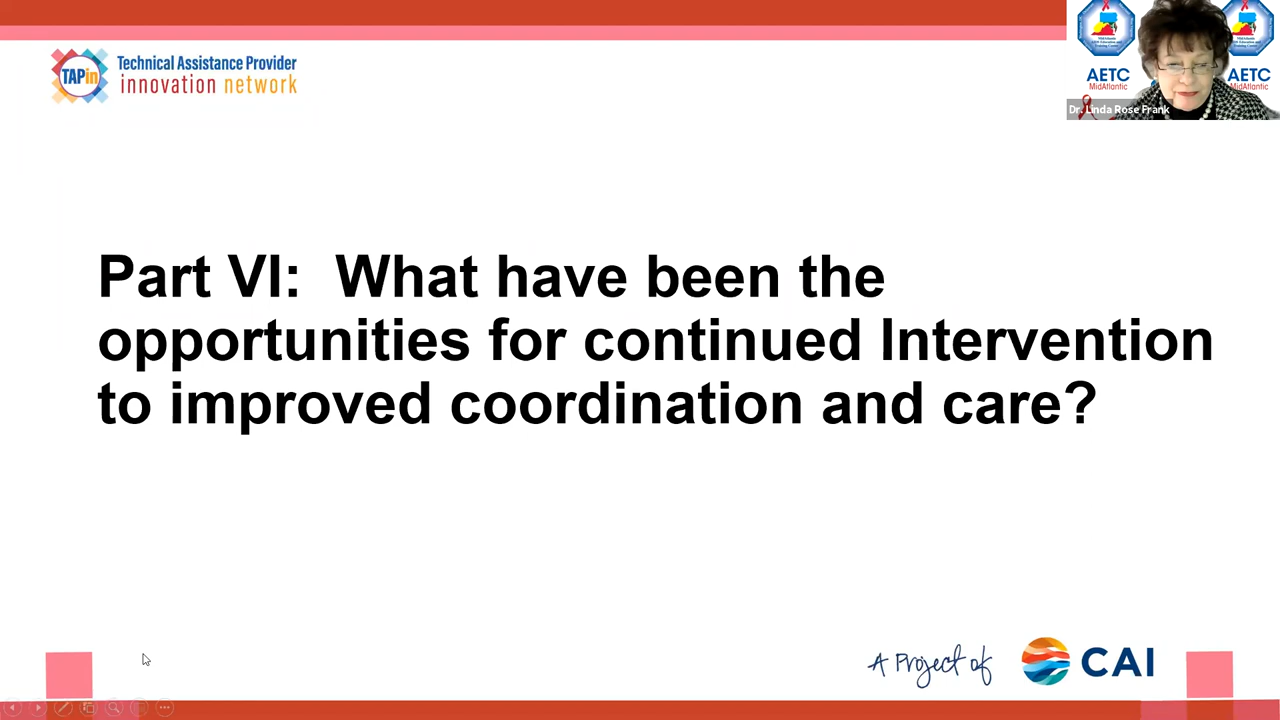 TAPin
Technical Assistance Provider
innovation network
AETC
MidAtlantic
AETC
MidAtlantic
Dr. Linda Rose Frank
Part VI:  What have been the
opportunities for continued Intervention
to improved coordination and care?
A Project of
CAI